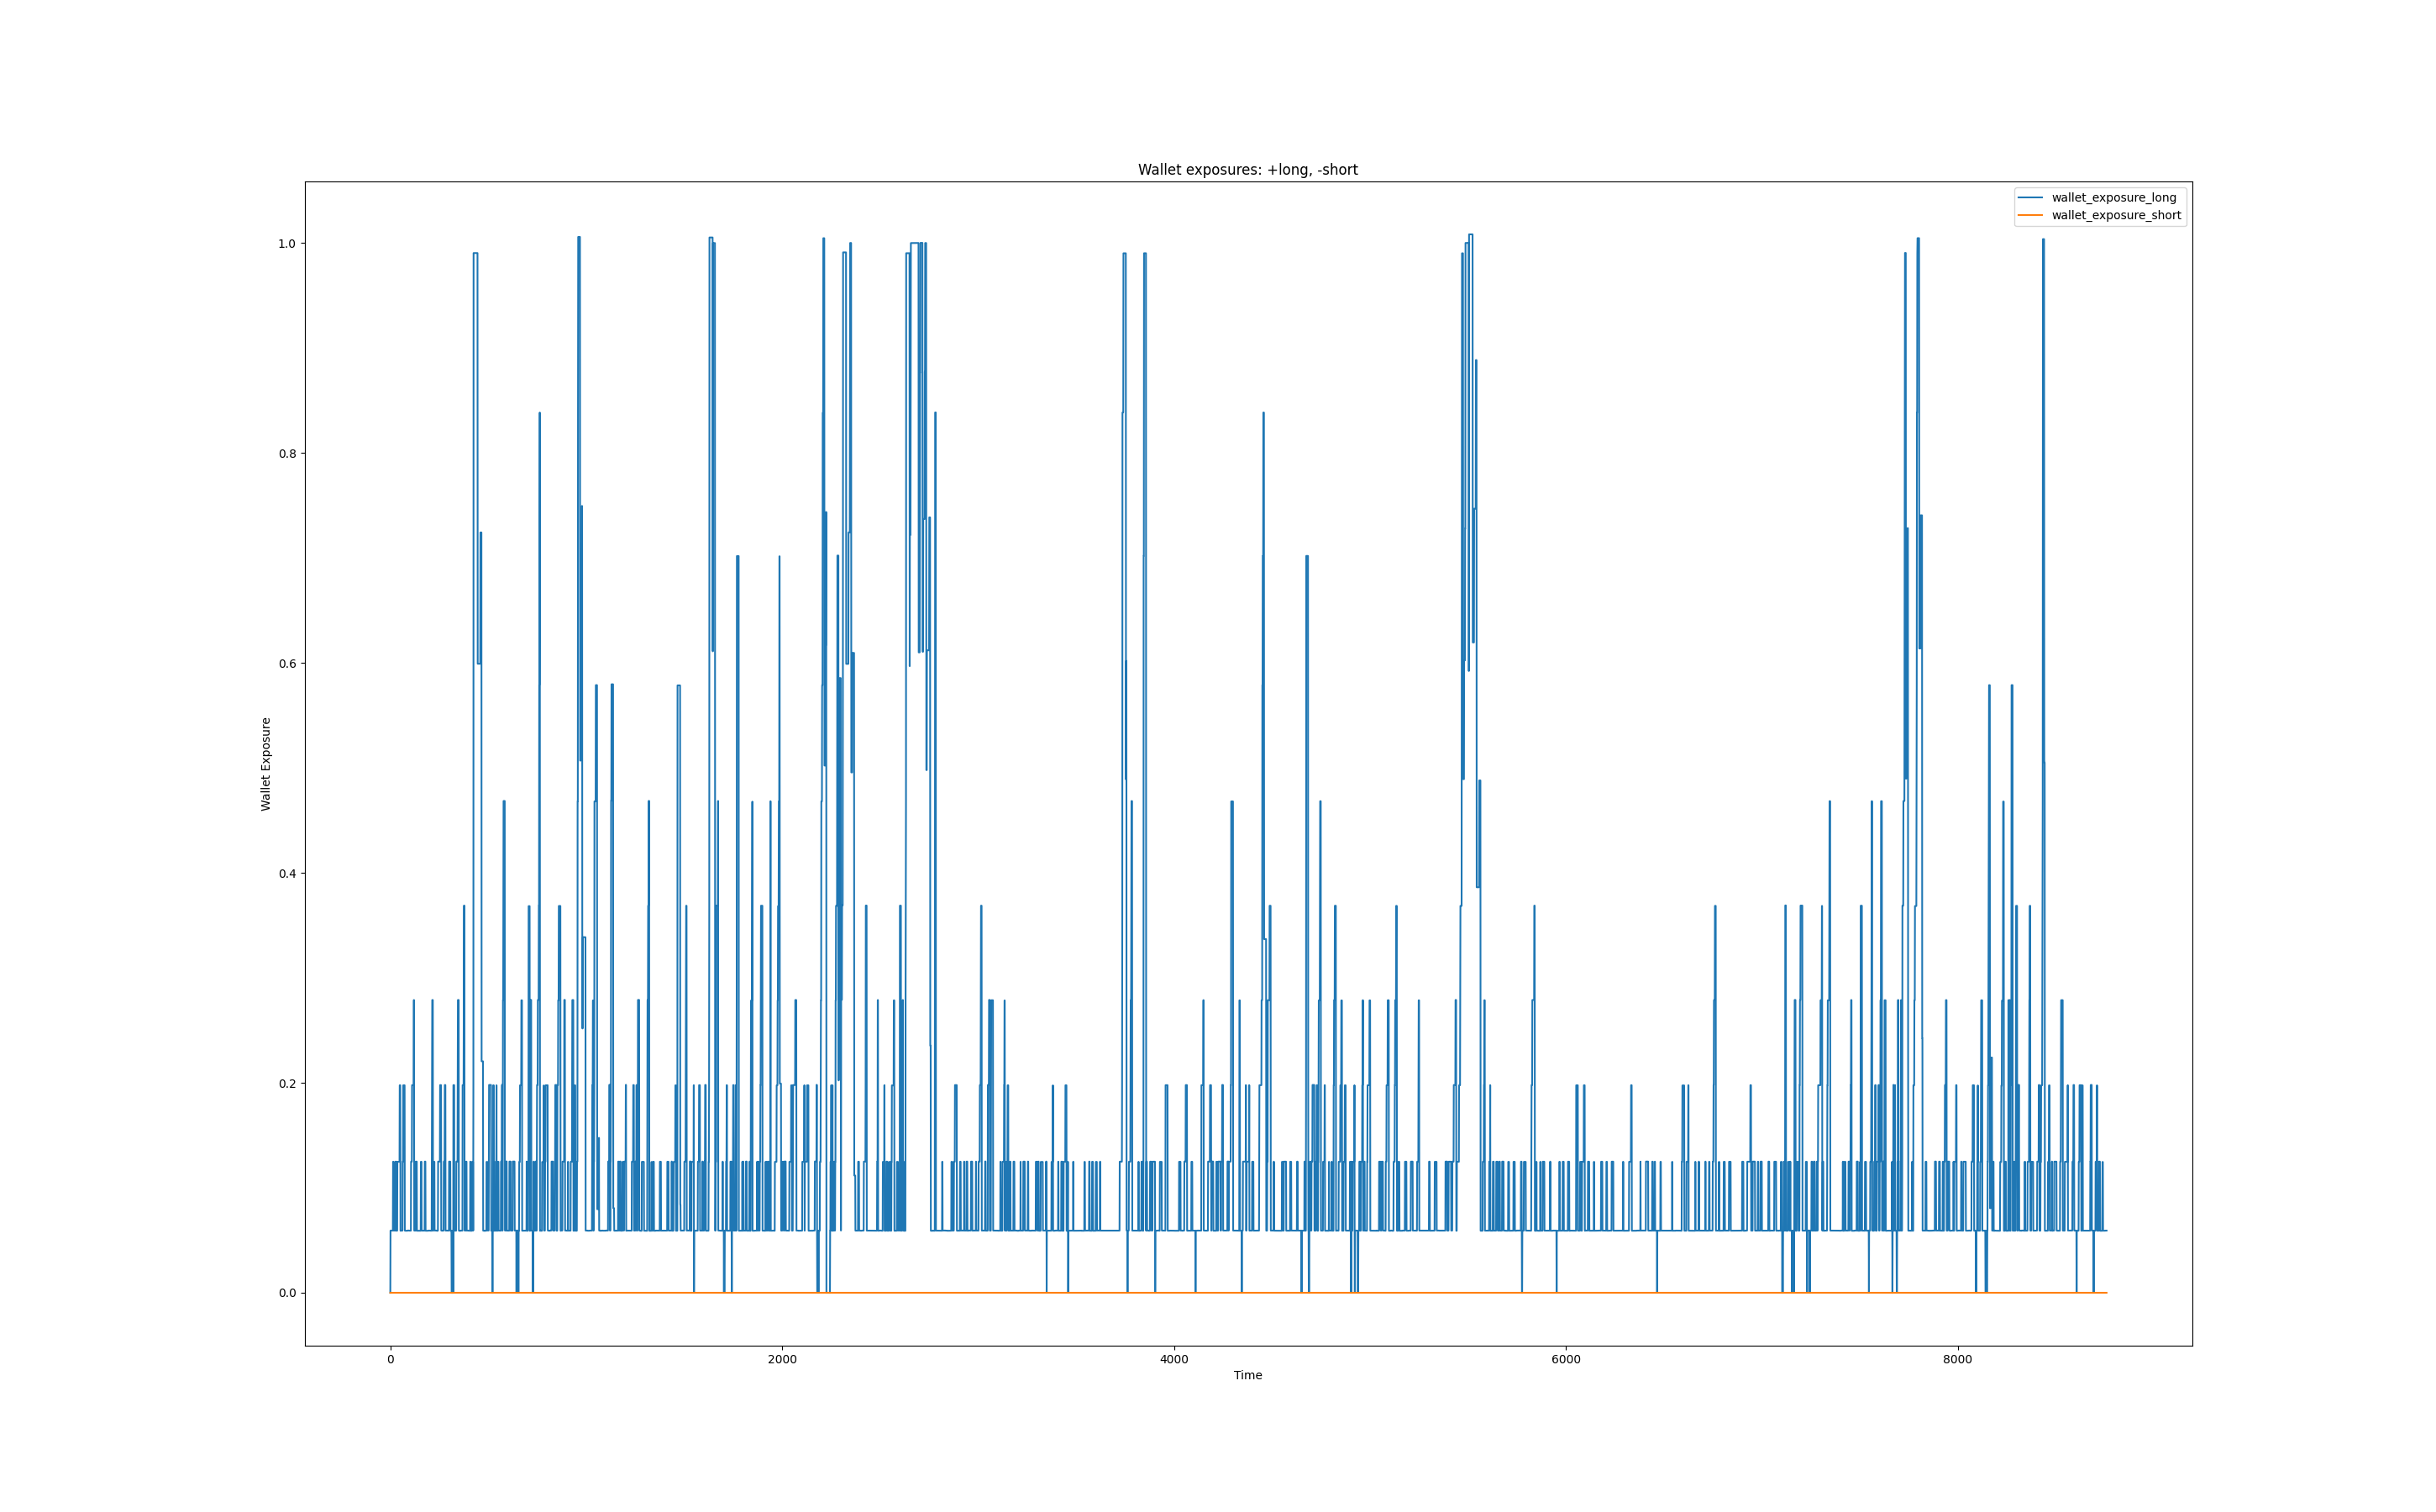 Wallet exposures: +long, -short
wallet_exposure_long
wallet_exposure_short
1.0
0.8
0.6
0.4
0.2
0.0
Wallet Exposure
0 2000 4000 6000 8000
Time